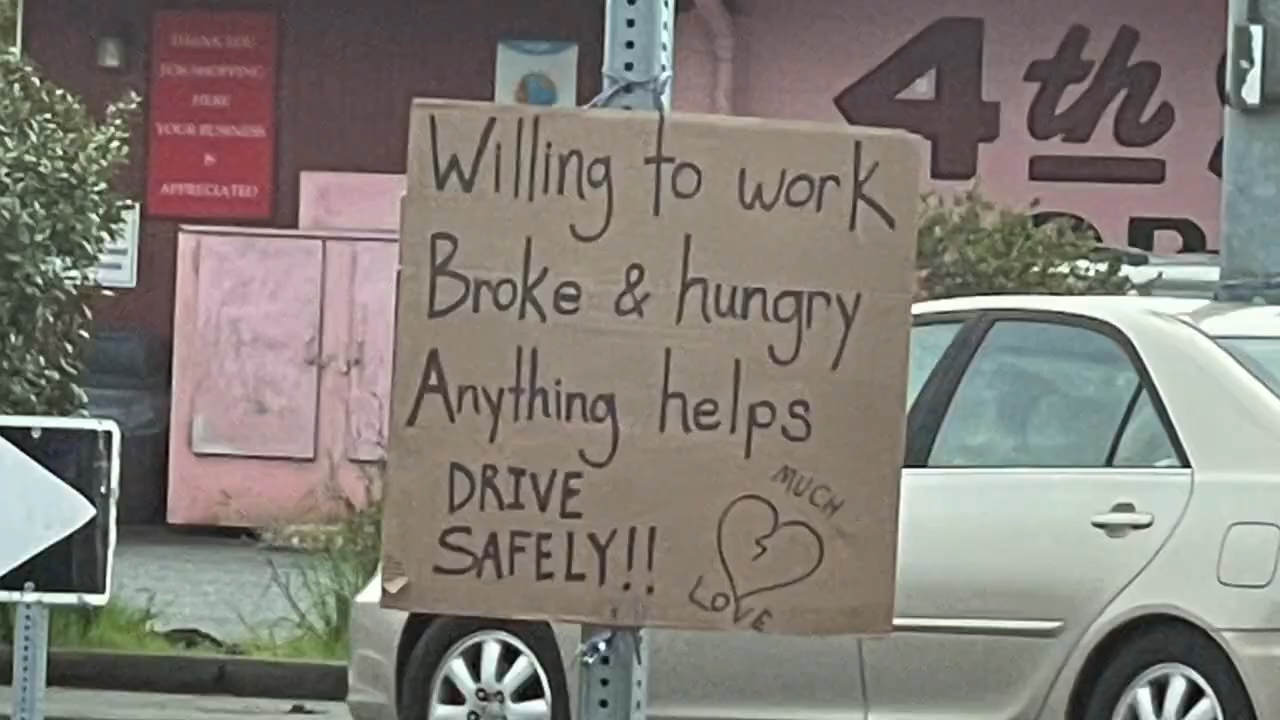 THANK YOU
FOR SHOPPING
HERE
YOUR BUSINESS
IS
APPRECIATED
4th
Willing to work
Broke & hungry
Anything helps
DRIVE
SAFELY!!
MUCH
LOVE